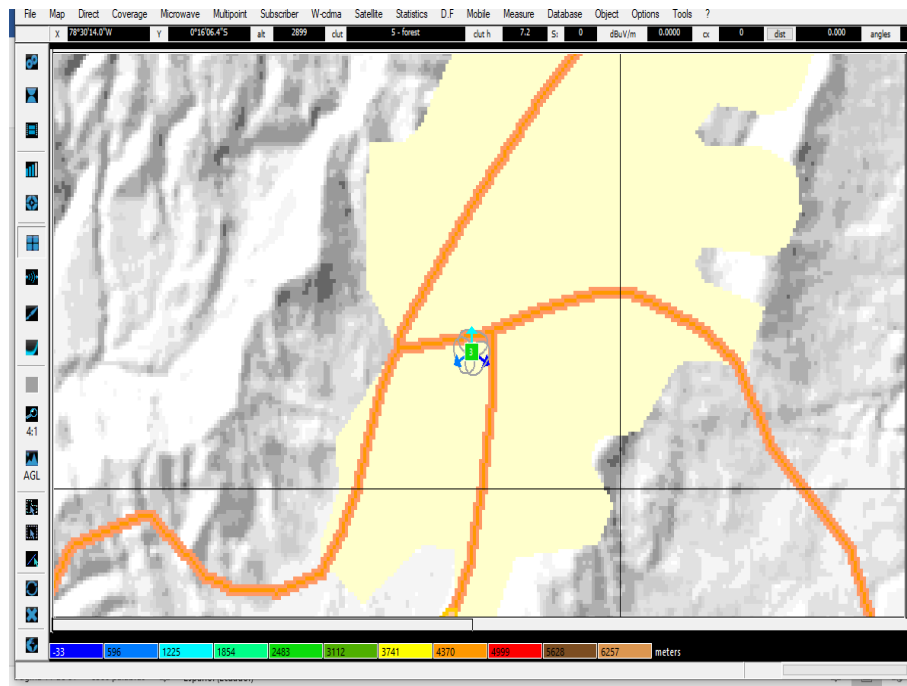 File Map Direct Coverage Microwave Multipoint Subscriber W-cdma Satellite Statistics D.F Mobile Measure Database Object Options Tools ?
X 78°30'14.0"W Y 0°16'06.4"S alt 2899 clut 5 - forest clut h 7.2 S: 0 dBuV/m 0.0000 cx 0 dist 0.000 angles
3
4:1
AGL
-33 596 1225 1854 2483 3112 3741 4370 4999 5628 6257 meters